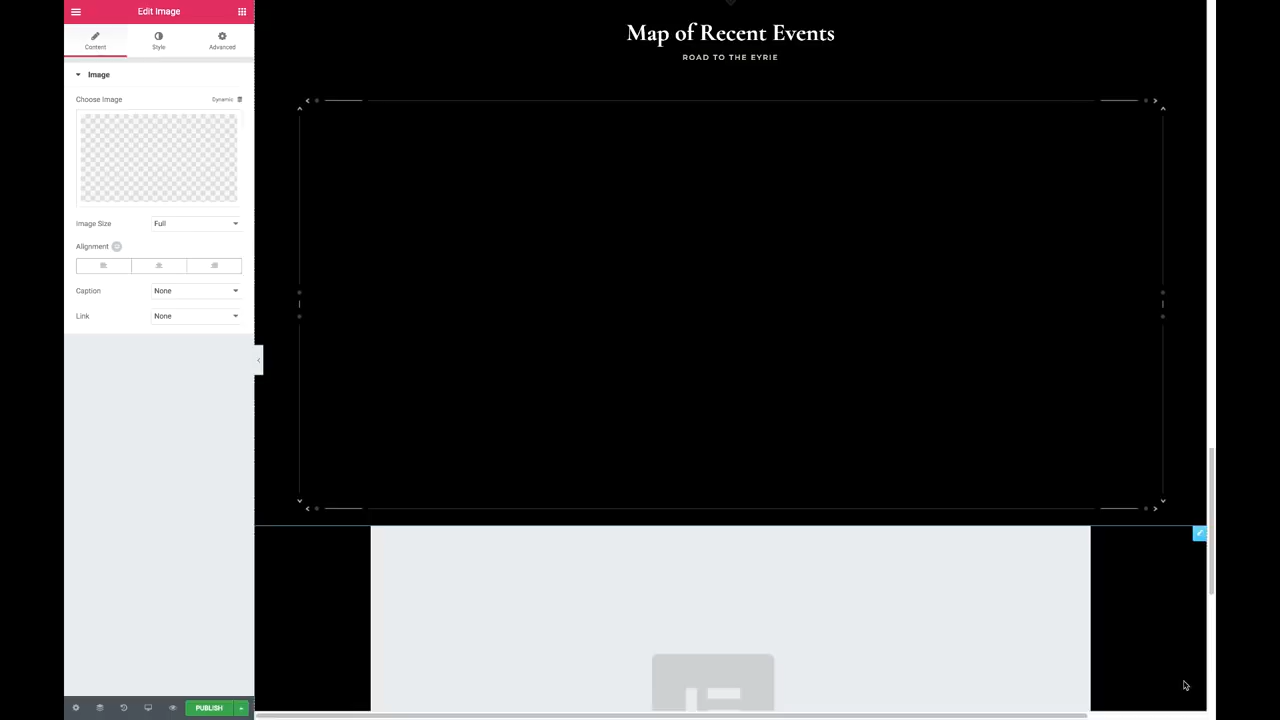 Edit Image
Content
Style
Advanced
Image
Choose Image
Dynamic
Image Size
Full
Alignment
Caption
None
Link
None
PUBLISH
Map of Recent Events
ROAD TO THE EYRIE